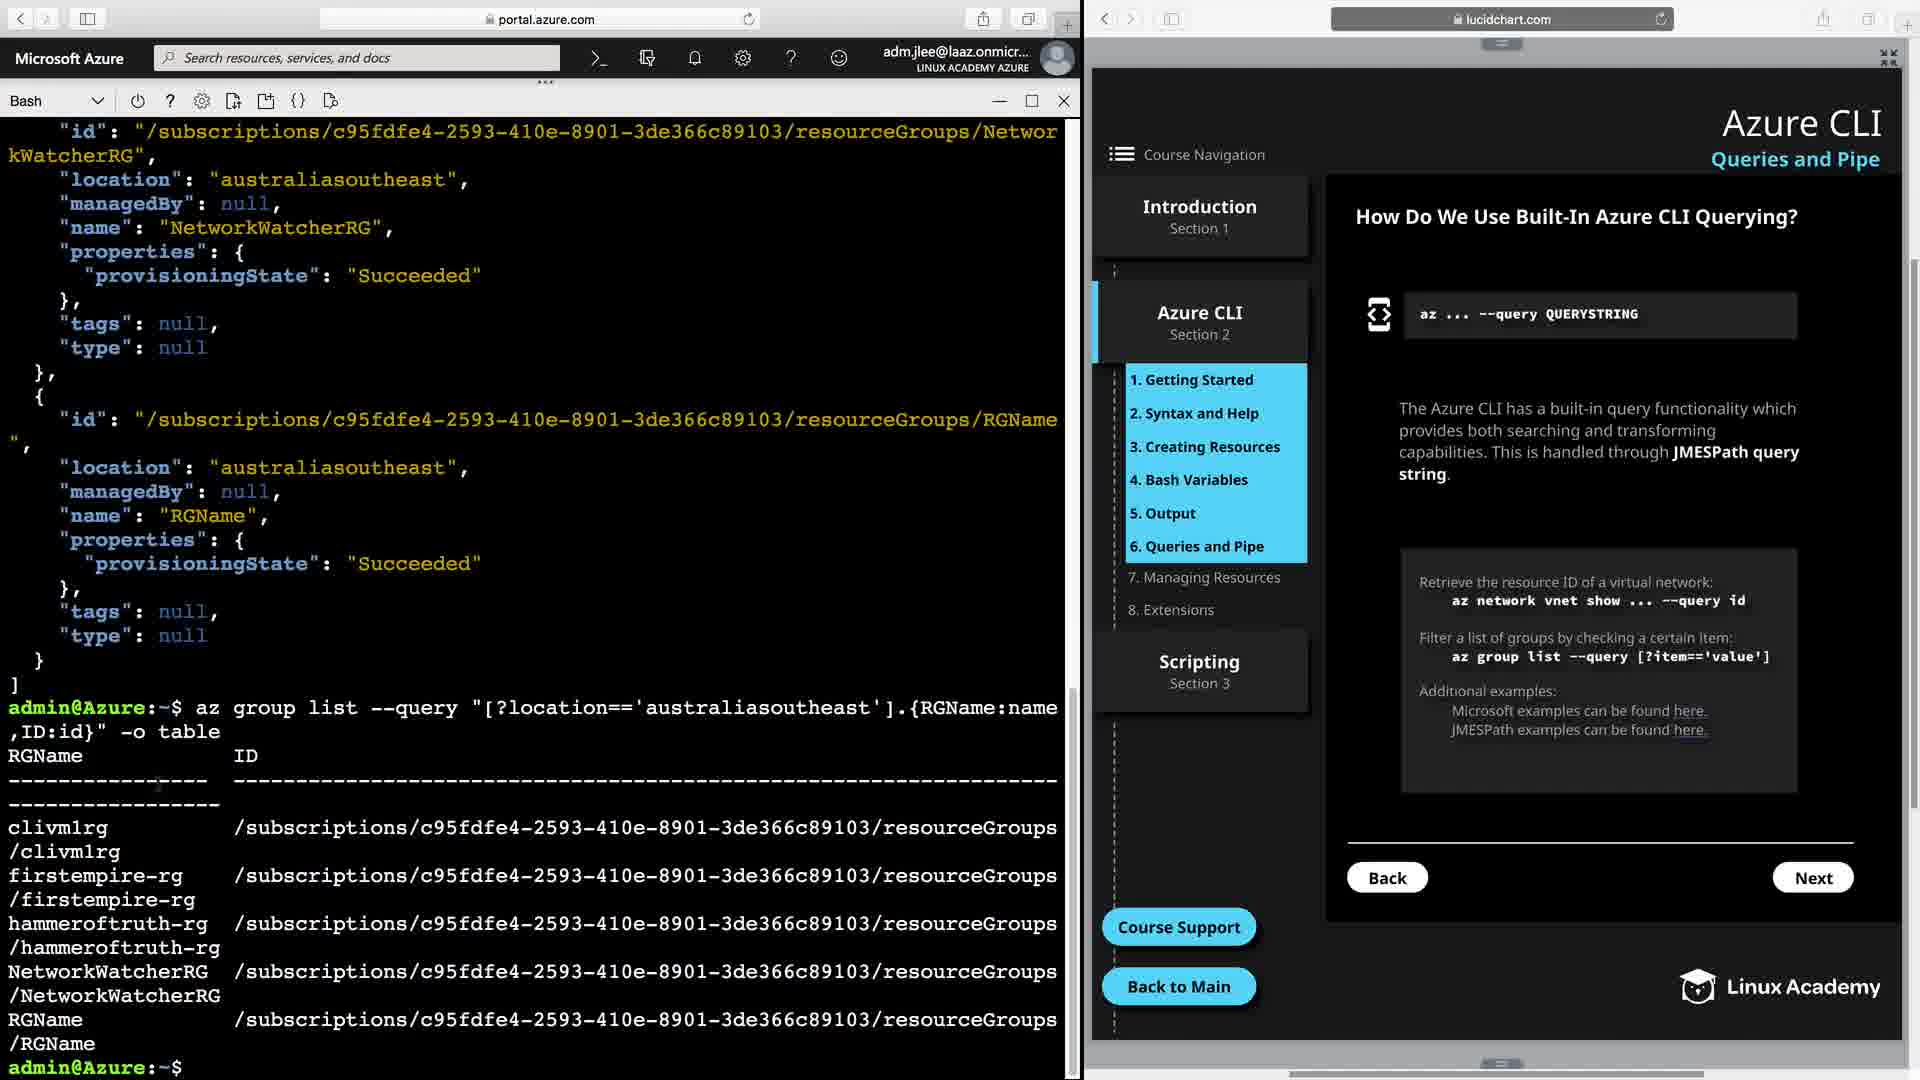 portal.azure.com
Microsoft Azure
Search resources, services, and docs
adm.jlee@laaz.onmicr...
LINUX ACADEMY AZURE
Bash
"id": "/subscriptions/c95fdfe4-2593-410e-8901-3de366c89103/resourceGroups/Networ
kWatcherRG",
"location": "australiasoutheast",
"managedBy": null,
"name": "NetworkWatcherRG",
"properties": {
"provisioningState": "Succeeded"
},
"tags": null,
"type": null
},
{
"id": "/subscriptions/c95fdfe4-2593-410e-8901-3de366c89103/resourceGroups/RGName
",
"location": "australiasoutheast",
"managedBy": null,
"name": "RGName",
"properties": {
"provisioningState": "Succeeded"
},
"tags": null,
"type": null
}
]
admin@Azure:~$ az group list --query "[?location=='australiasoutheast'].{RGName:name
,ID:id}" -o table
RGName ID
---------------- ------------------------------------------------------------------
-----------------
clivm1rg /subscriptions/c95fdfe4-2593-410e-8901-3de366c89103/resourceGroups
/clivm1rg
firstempire-rg /subscriptions/c95fdfe4-2593-410e-8901-3de366c89103/resourceGroups
/firstempire-rg
hammeroftruth-rg /subscriptions/c95fdfe4-2593-410e-8901-3de366c89103/resourceGroups
/hammeroftruth-rg
NetworkWatcherRG /subscriptions/c95fdfe4-2593-410e-8901-3de366c89103/resourceGroups
/NetworkWatcherRG
RGName /subscriptions/c95fdfe4-2593-410e-8901-3de366c89103/resourceGroups
/RGName
admin@Azure:~$
lucidchart.com
Azure CLI
Queries and Pipe
Course Navigation
Introduction
Section 1
Azure CLI
Section 2
1. Getting Started
2. Syntax and Help
3. Creating Resources
4. Bash Variables
5. Output
6. Queries and Pipe
7. Managing Resources
8. Extensions
Scripting
Section 3
Course Support
Back to Main
How Do We Use Built-In Azure CLI Querying?
az ... --query QUERYSTRING
The Azure CLI has a built-in query functionality which
provides both searching and transforming
capabilities. This is handled through JMESPath query
string.
Retrieve the resource ID of a virtual network:
az network vnet show ... --query id
Filter a list of groups by checking a certain item:
az group list --query [?item=='value']
Additional examples:
Microsoft examples can be found here.
JMESPath examples can be found here.
Back
Next
Linux Academy